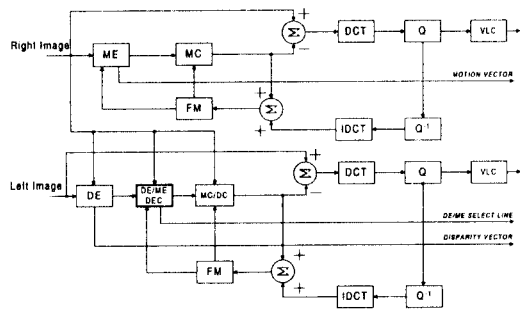 +
Σ DCT Q VLC
−
Right Image ME MC
MOTION VECTOR
FM + Σ +
IDCT Q⁻¹
+
Left Image DE DE/ME DEC MC/DC Σ DCT Q VLC
−
DE/ME SELECT LINE
DISPARITY VECTOR
FM + Σ +
IDCT Q⁻¹